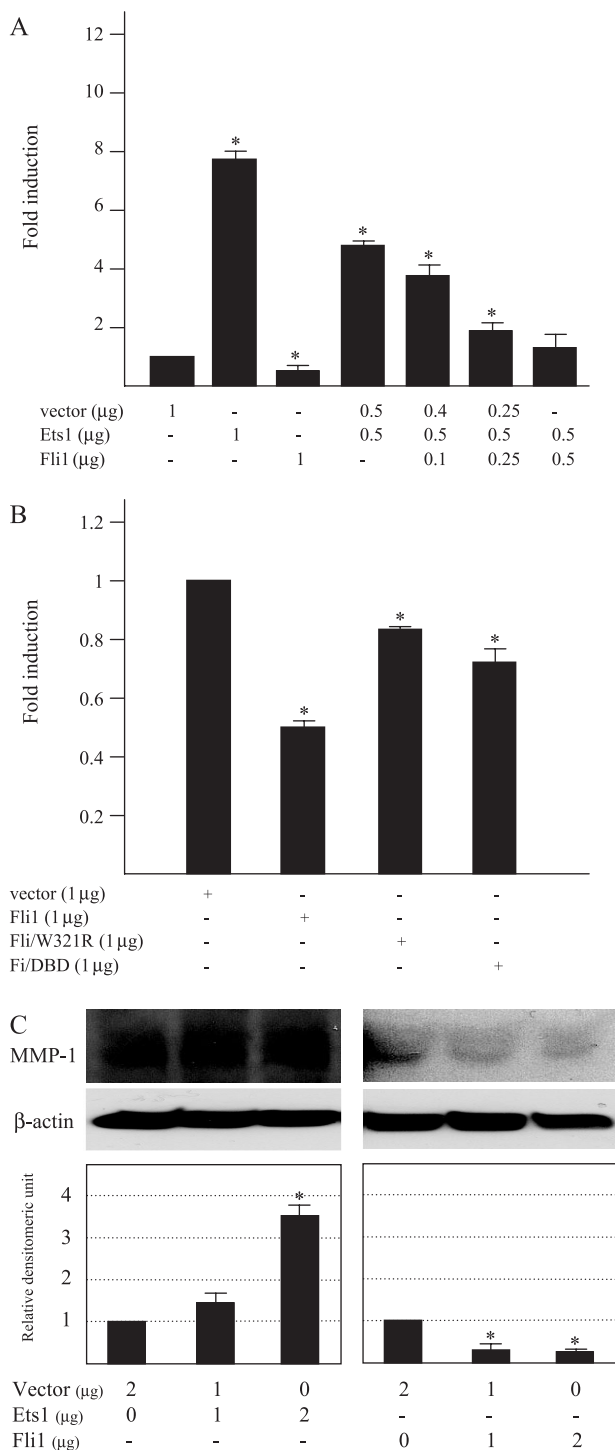 A
12
10
8
6
4
2
Fold induction
* * * * *
vector (μg) 1 - - 0.5 0.4 0.25 -
Ets1 (μg) - 1 - 0.5 0.5 0.5 0.5
Fli1 (μg) - - 1 - 0.1 0.25 0.5
B
1.2
1
0.8
0.6
0.4
0.2
Fold induction
* * *
vector (1 μg) + - - -
Fli1 (1 μg) - + - -
Fli/W321R (1 μg) - - + -
Fi/DBD (1 μg) - - - +
C
MMP-1
β-actin
4
3
2
1
Relative densitomeric unit
* * *
Vector (μg) 2 1 0 2 1 0
Ets1 (μg) 0 1 2 - - -
Fli1 (μg) - - - 0 1 2